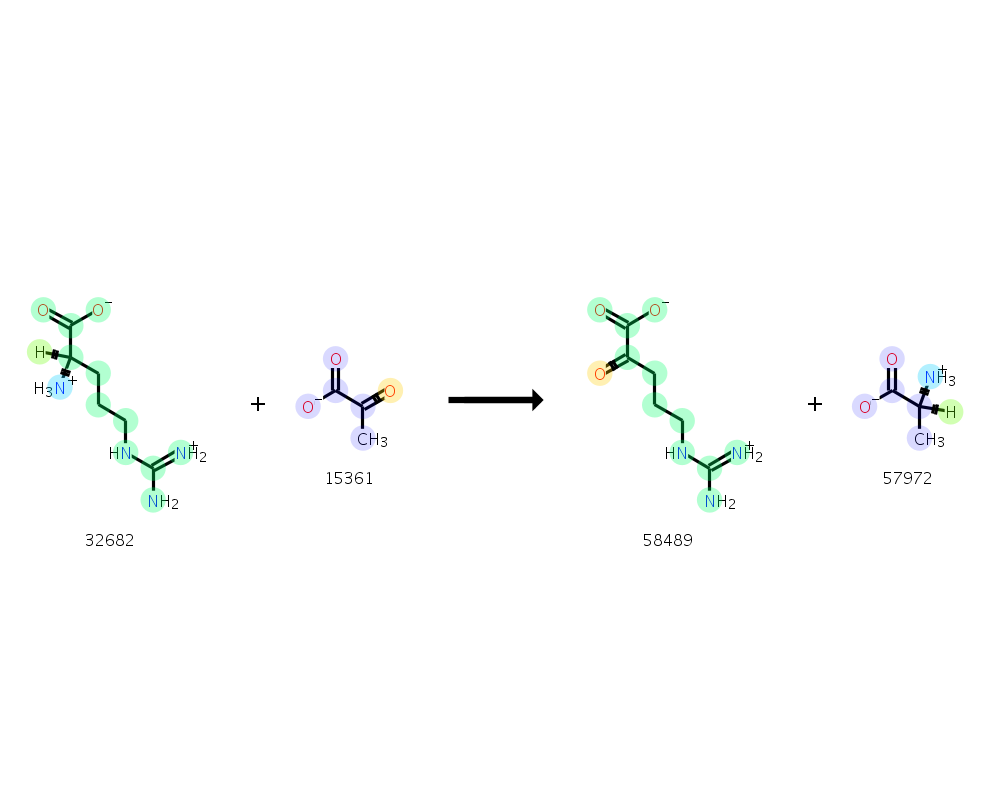 O O⁻ O O O⁻ O NH₃⁺
H H₃N⁺ O⁻ O O O⁻ H
CH₃ CH₃
HN NH₂⁺ HN NH₂⁺
NH₂ NH₂
+ + 
15361 57972
32682 58489